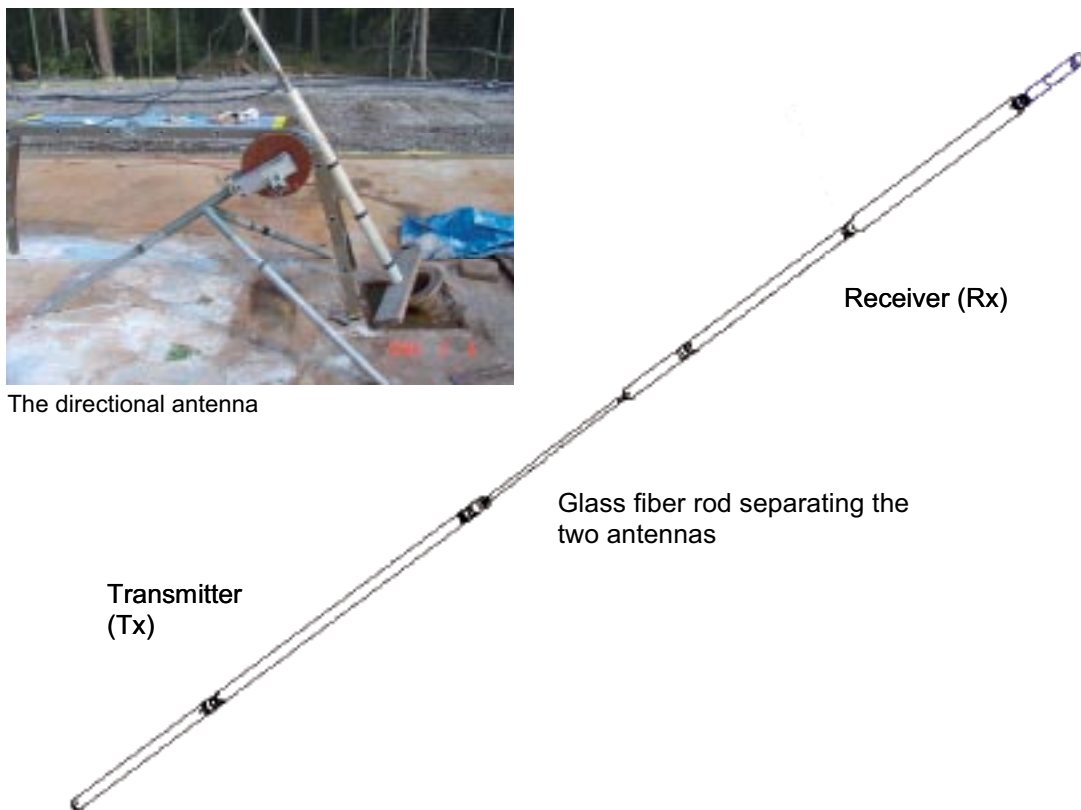 The directional antenna
Receiver (Rx)
Glass fiber rod separating the
two antennas
Transmitter
(Tx)